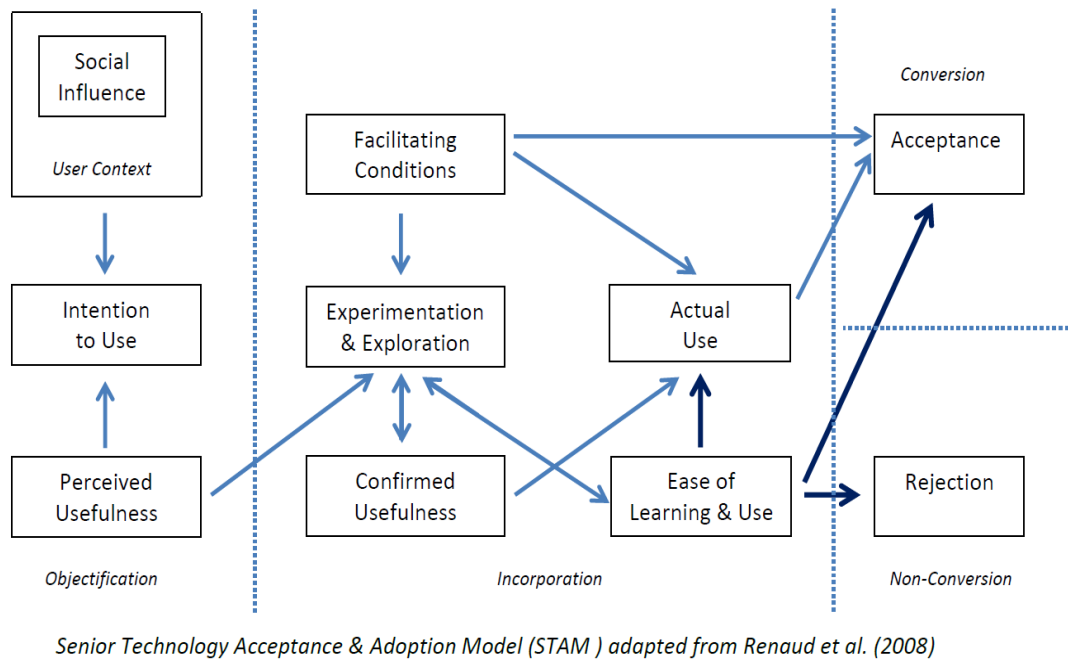 Social
Influence
User Context
Intention
to Use
Perceived
Usefulness
Objectification
Facilitating
Conditions
Experimentation
& Exploration
Confirmed
Usefulness
Actual
Use
Ease of
Learning & Use
Incorporation
Conversion
Acceptance
Rejection
Non-Conversion
Senior Technology Acceptance & Adoption Model (STAM ) adapted from Renaud et al. (2008)